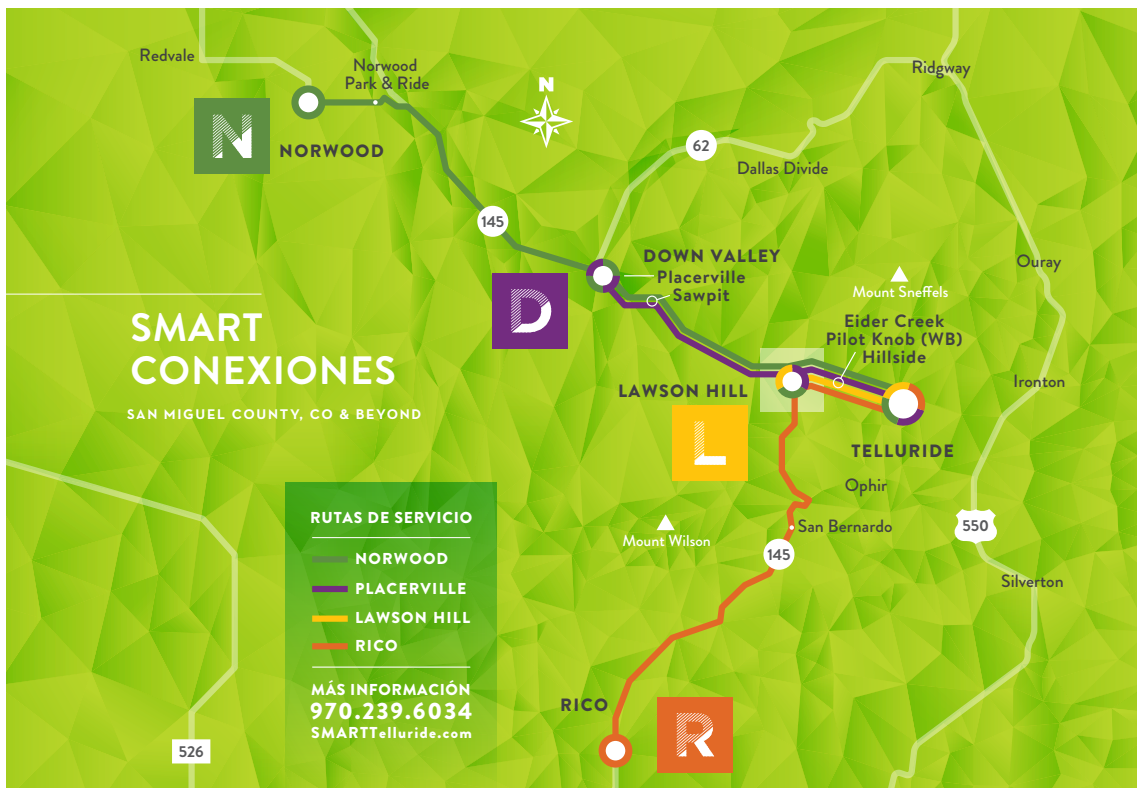 Redvale
Norwood
Park & Ride
N
NORWOOD
N
Ridgway
62
Dallas Divide
145
DOWN VALLEY
Placerville
Sawpit
D
Ouray
Mount Sneffels
SMART
CONEXIONES
SAN MIGUEL COUNTY, CO & BEYOND
Eider Creek
Pilot Knob (WB)
Hillside
LAWSON HILL
L
Ironton
TELLURIDE
Ophir
San Bernardo
Mount Wilson
145
550
Silverton
RUTAS DE SERVICIO
NORWOOD
PLACERVILLE
LAWSON HILL
RICO
MÁS INFORMACIÓN
970.239.6034
SMARTTelluride.com
RICO
R
526